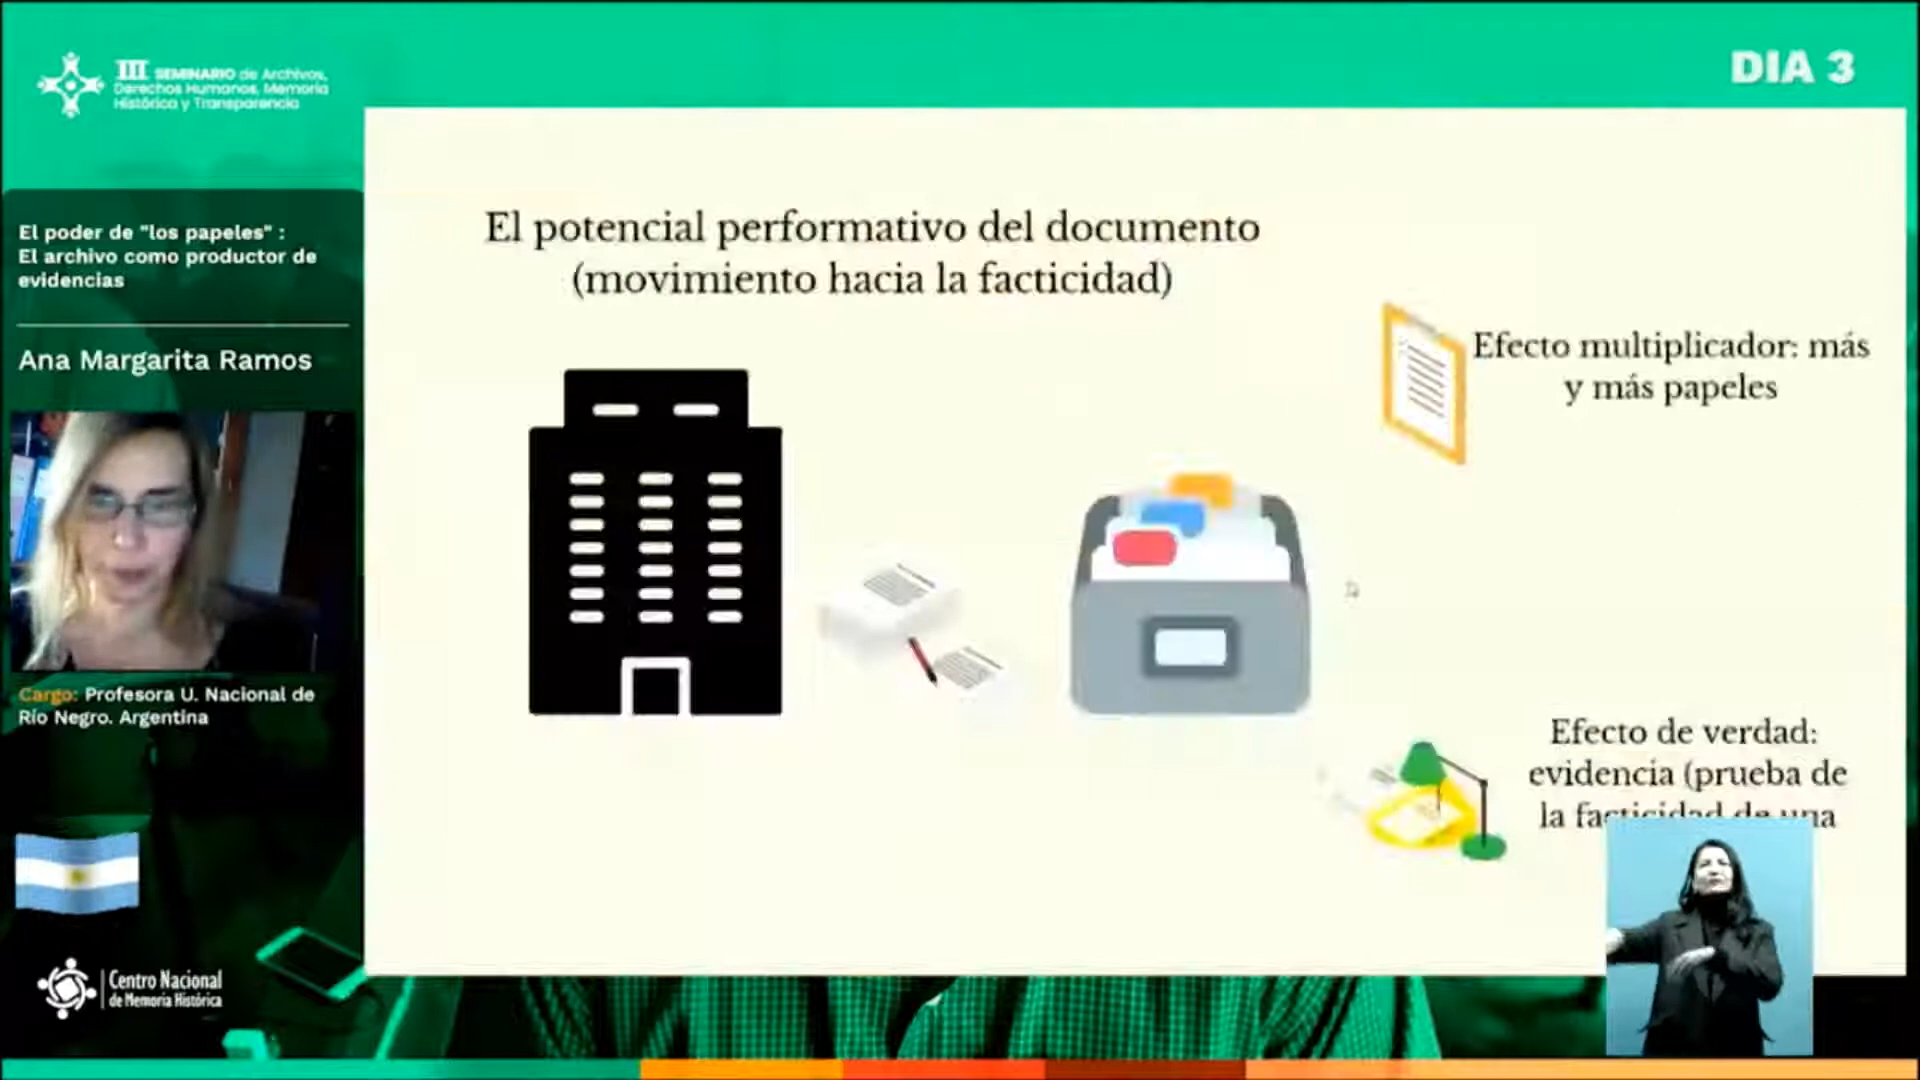 III SEMINARIO de Archivos,
Derechos Humanos, Memoria
Histórica y Transparencia
DIA 3
El poder de "los papeles" :
El archivo como productor de
evidencias
Ana Margarita Ramos
Cargo: Profesora U. Nacional de
Río Negro. Argentina
Centro Nacional
de Memoria Histórica
El potencial performativo del documento
(movimiento hacia la facticidad)
Efecto multiplicador: más
y más papeles
Efecto de verdad:
evidencia (prueba de
la facticidad de una